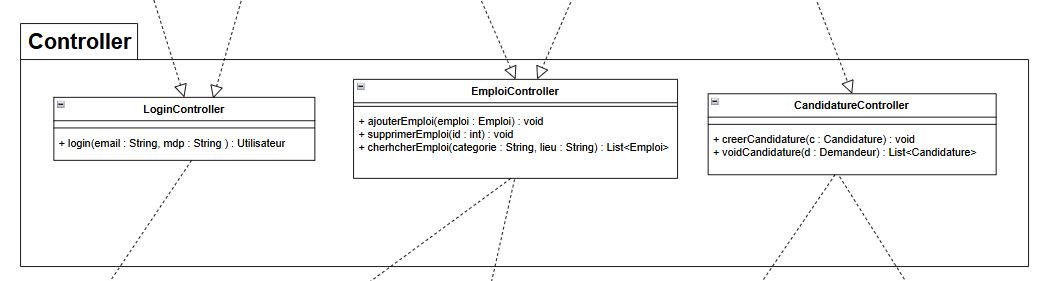 Controller
LoginController
+ login(email : String, mdp : String ) : Utilisateur
EmploiController
+ ajouterEmploi(emploi : Emploi) : void
+ supprimerEmploi(id : int) : void
+ cherhcherEmploi(categorie : String, lieu : String) : List<Emploi>
CandidatureController
+ creerCandidature(c : Candidature) : void
+ voidCandidature(d : Demandeur) : List<Candidature>